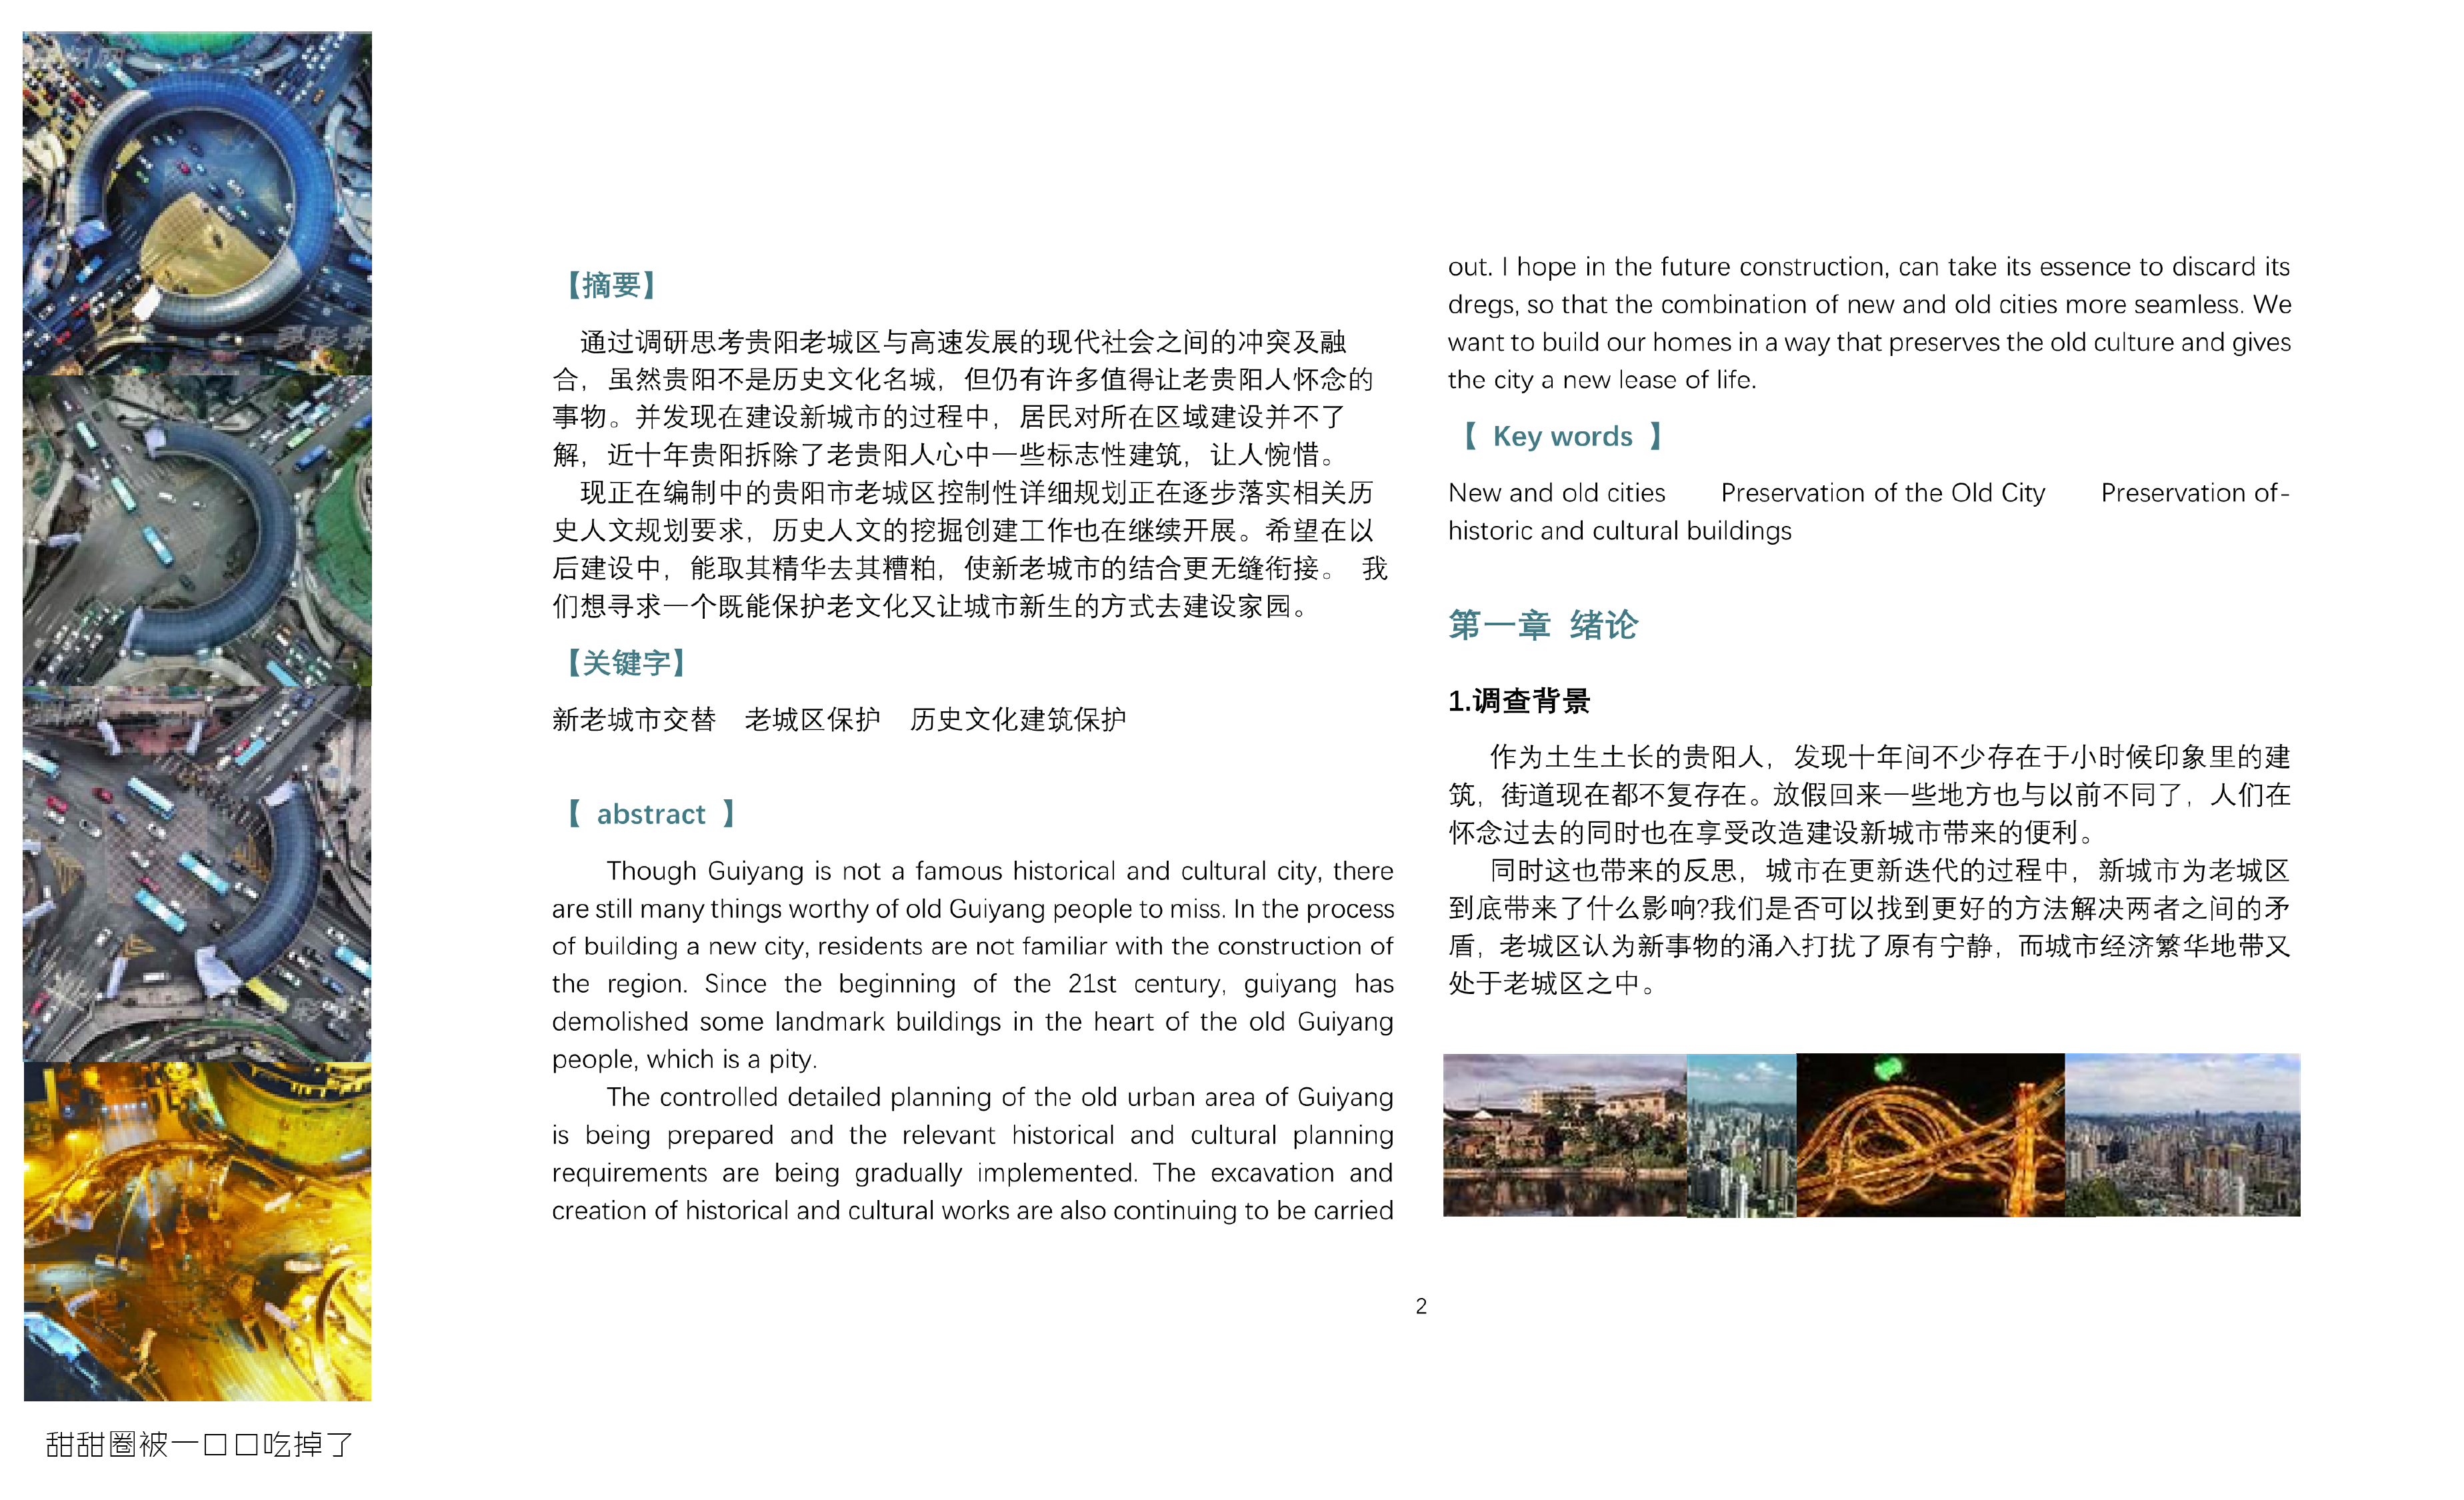 【摘要】
通过调研思考贵阳老城区与高速发展的现代社会之间的冲突及融
合，虽然贵阳不是历史文化名城，但仍有许多值得让老贵阳人怀念的
事物。并发现在建设新城市的过程中，居民对所在区域建设并不了
解，近十年贵阳拆除了老贵阳人心中一些标志性建筑，让人惋惜。
现正在编制中的贵阳市老城区控制性详细规划正在逐步落实相关历
史人文规划要求，历史人文的挖掘创建工作也在继续开展。希望在以
后建设中，能取其精华去其糟粕，使新老城市的结合更无缝衔接。 我
们想寻求一个既能保护老文化又让城市新生的方式去建设家园。
【关键字】
新老城市交替 老城区保护 历史文化建筑保护
【 abstract 】
Though Guiyang is not a famous historical and cultural city, there
are still many things worthy of old Guiyang people to miss. In the process
of building a new city, residents are not familiar with the construction of
the region. Since the beginning of the 21st century, guiyang has
demolished some landmark buildings in the heart of the old Guiyang
people, which is a pity.
The controlled detailed planning of the old urban area of Guiyang
is being prepared and the relevant historical and cultural planning
requirements are being gradually implemented. The excavation and
creation of historical and cultural works are also continuing to be carried
out. I hope in the future construction, can take its essence to discard its
dregs, so that the combination of new and old cities more seamless. We
want to build our homes in a way that preserves the old culture and gives
the city a new lease of life.
【 Key words 】
New and old cities Preservation of the Old City Preservation of-
historic and cultural buildings
第一章 绪论
1.调查背景
作为土生土长的贵阳人，发现十年间不少存在于小时候印象里的建
筑，街道现在都不复存在。放假回来一些地方也与以前不同了，人们在
怀念过去的同时也在享受改造建设新城市带来的便利。
同时这也带来的反思，城市在更新迭代的过程中，新城市为老城区
到底带来了什么影响?我们是否可以找到更好的方法解决两者之间的矛
盾，老城区认为新事物的涌入打扰了原有宁静，而城市经济繁华地带又
处于老城区之中。
2
甜甜圈被一口口吃掉了